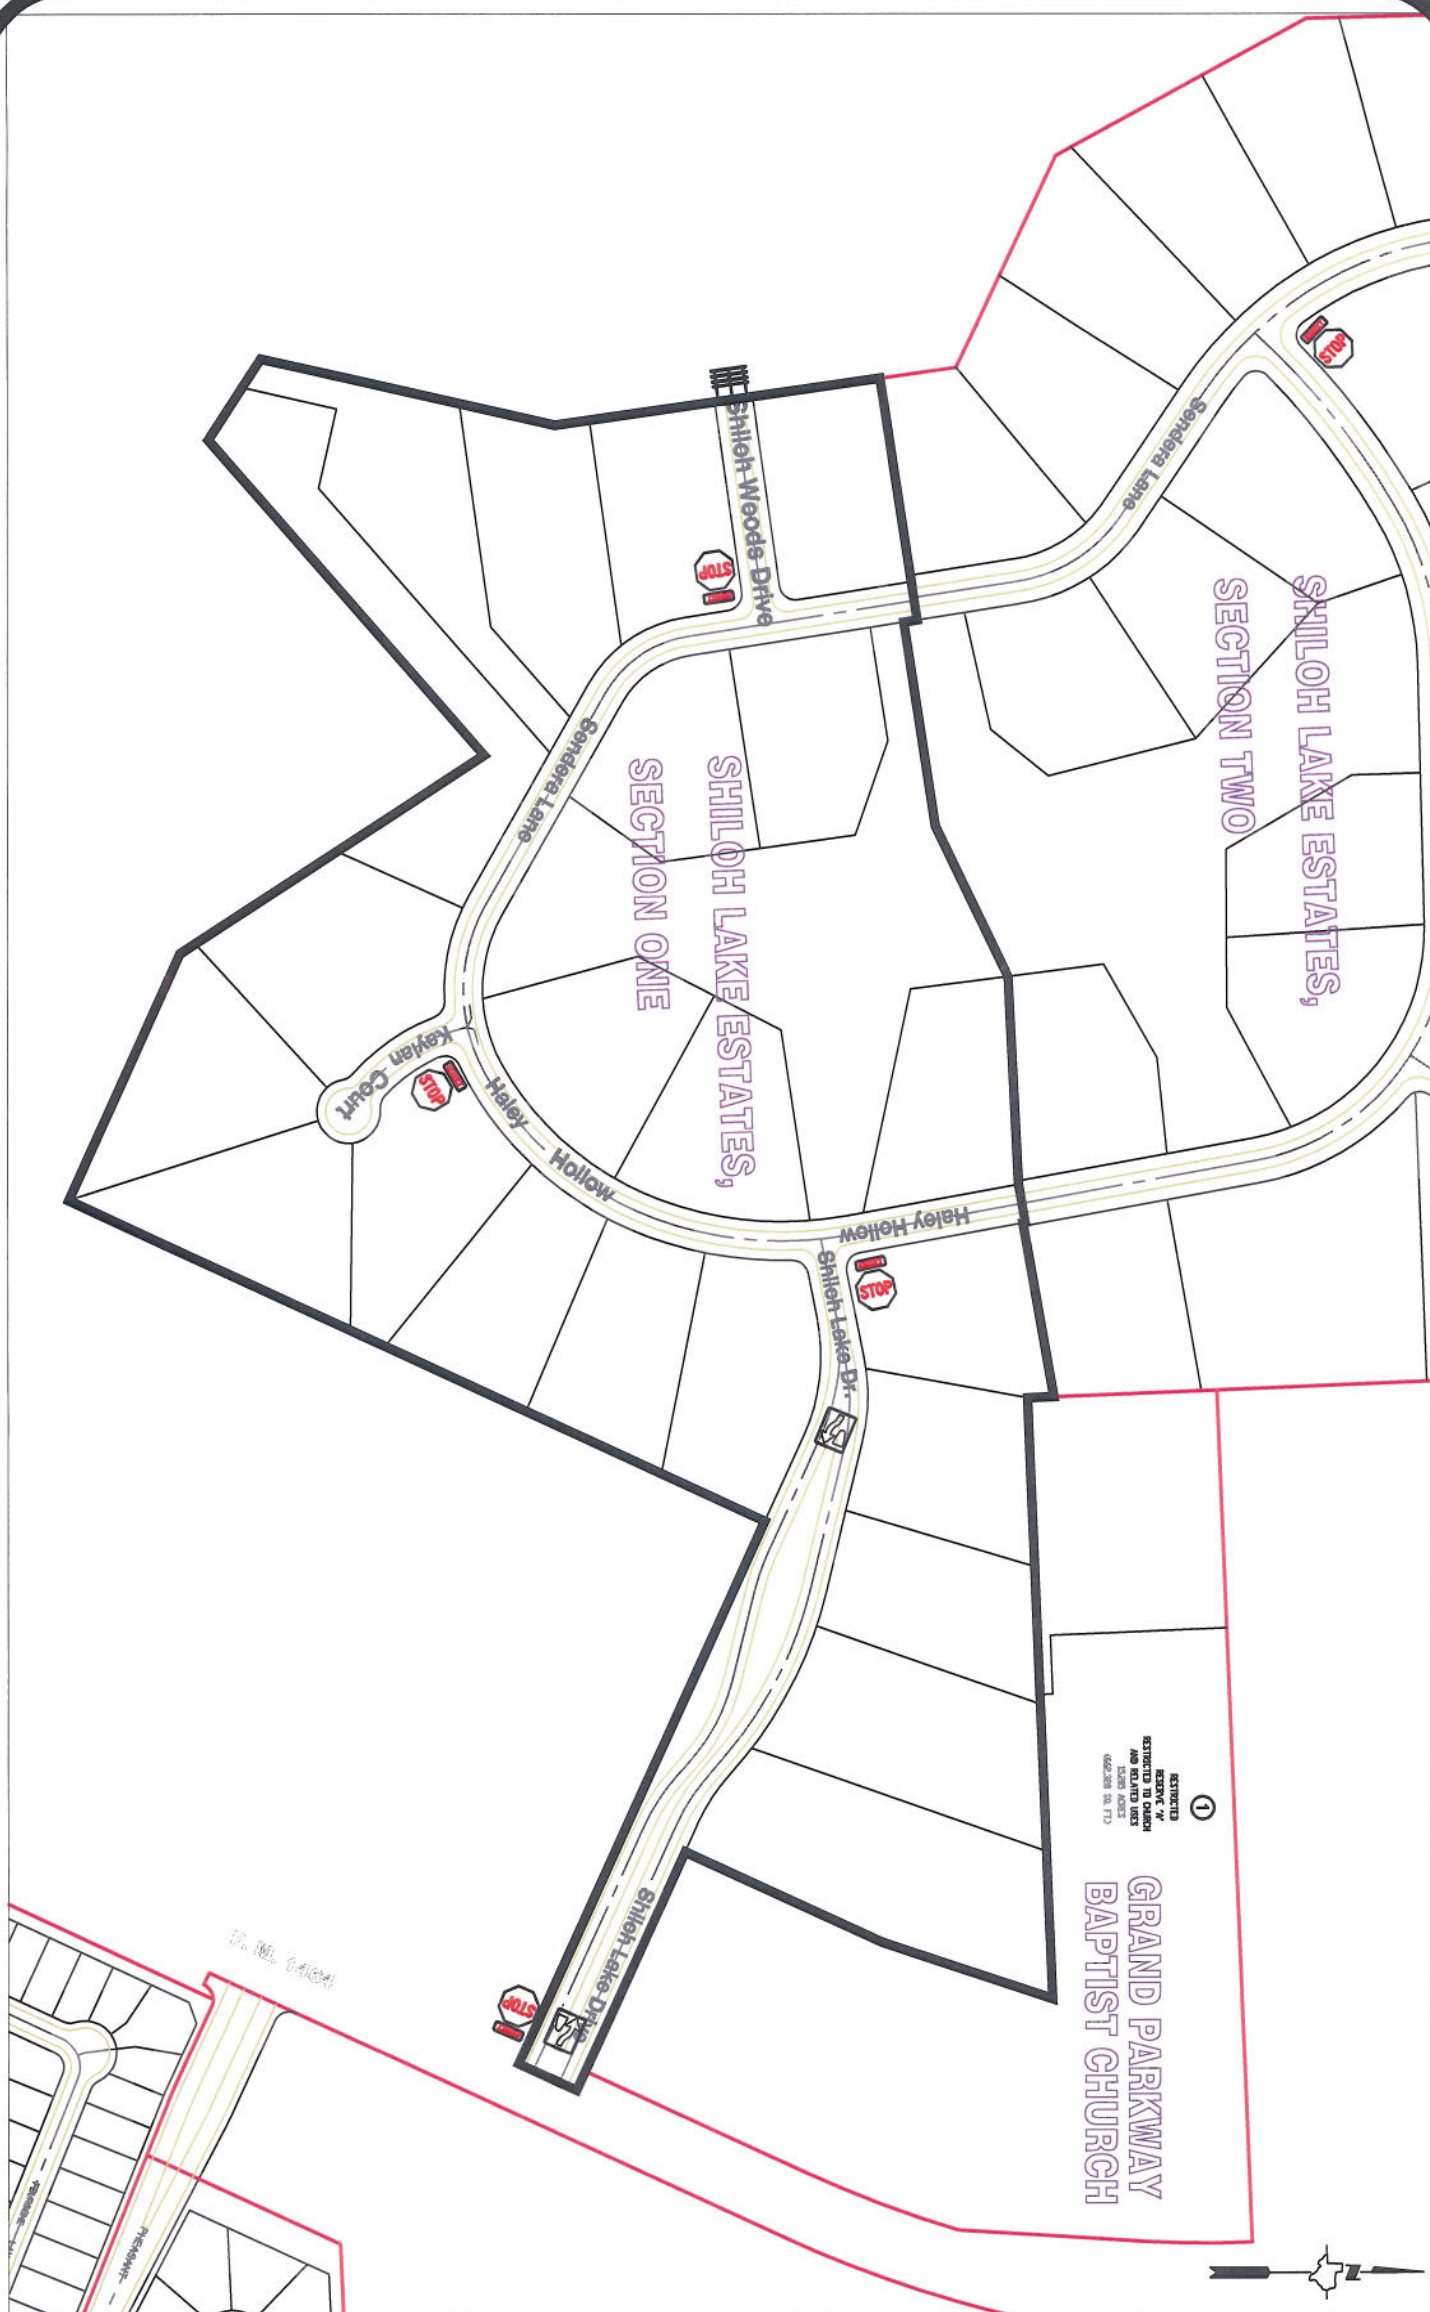 STOP
Sendera Lane
SHILOH LAKE ESTATES,
SECTION TWO
Shiloh Woods Drive
STOP
Sendera Lane
SHILOH LAKE ESTATES,
SECTION ONE
Kaylan
Court
STOP
Haley
Hollow
Haley Hollow
STOP
Shiloh Lake Dr.
1
RESTRICTED
RESERVE "A"
RESTRICTED TO CHURCH
AND RELATED USES
GRAND PARKWAY
BAPTIST CHURCH
Shiloh Lake Drive
STOP
F. M. 1464
PHEASANT
N